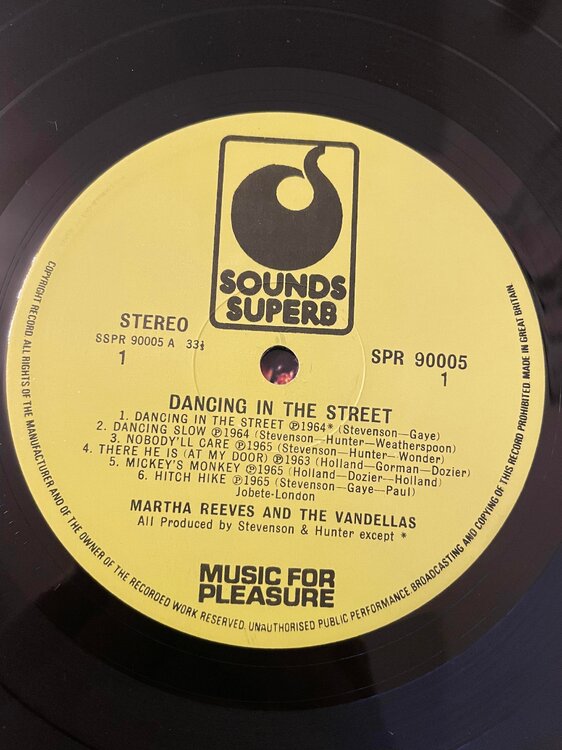 SOUNDS
SUPERB
STEREO
SSPR 90005 A 33⅓
1
SPR 90005
1
DANCING IN THE STREET
1. DANCING IN THE STREET ℗1964* (Stevenson—Gaye)
2. DANCING SLOW ℗1964 (Stevenson—Hunter—Weatherspoon)
3. NOBODY'LL CARE ℗1965 (Stevenson—Hunter—Wonder)
4. THERE HE IS (AT MY DOOR) ℗1963 (Holland—Gorman—Dozier)
5. MICKEY'S MONKEY ℗1965 (Holland—Dozier—Holland)
6. HITCH HIKE ℗1965 (Stevenson—Gaye—Paul)
Jobete-London
MARTHA REEVES AND THE VANDELLAS
All Produced by Stevenson & Hunter except *
MUSIC FOR
PLEASURE
COPYRIGHT RECORD ALL RIGHTS OF THE MANUFACTURER AND OF THE OWNER OF THE RECORDED WORK RESERVED. UNAUTHORISED PUBLIC PERFORMANCE BROADCASTING AND COPYING OF THIS RECORD PROHIBITED. MADE IN GREAT BRITAIN.